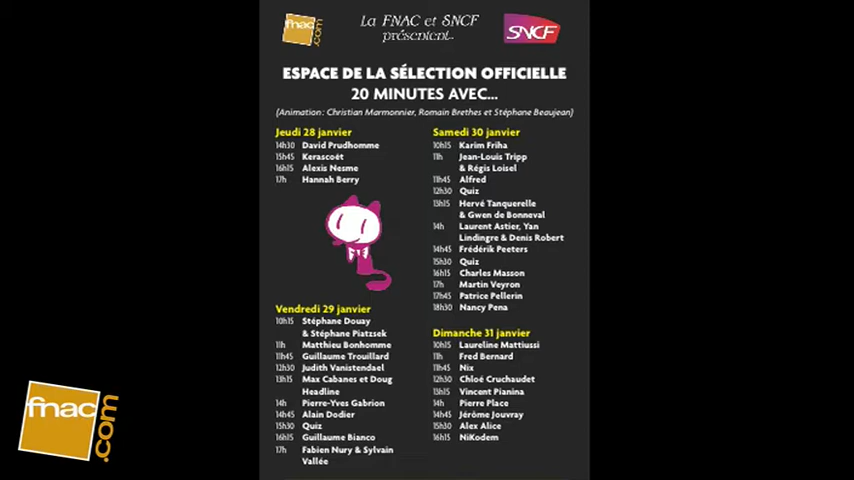 fnac
.com
La FNAC et SNCF
présentent...
SNCF
ESPACE DE LA SÉLECTION OFFICIELLE
20 MINUTES AVEC...
(Animation : Christian Marmonnier, Romain Brethes et Stéphane Beaujean)
Jeudi 28 janvier
14h30 David Prudhomme
15h45 Kerascoët
16h15 Alexis Nesme
17h Hannah Berry
Vendredi 29 janvier
10h15 Stéphane Douay
& Stéphane Piatzsek
11h Matthieu Bonhomme
11h45 Guillaume Trouillard
12h30 Judith Vanistendael
13h15 Max Cabanes et Doug
Headline
14h Pierre-Yves Gabrion
14h45 Alain Dodier
15h30 Quiz
16h15 Guillaume Bianco
17h Fabien Nury & Sylvain
Vallée
Samedi 30 janvier
10h15 Karim Friha
11h Jean-Louis Tripp
& Régis Loisel
11h45 Alfred
12h30 Quiz
13h15 Hervé Tanquerelle
& Gwen de Bonneval
14h Laurent Astier, Yan
Lindingre & Denis Robert
14h45 Frédérik Peeters
15h30 Quiz
16h15 Charles Masson
17h Martin Veyron
17h45 Patrice Pellerin
18h30 Nancy Pena
Dimanche 31 janvier
10h15 Laureline Mattiussi
11h Fred Bernard
11h45 Nix
12h30 Chloé Cruchaudet
13h15 Vincent Pianina
14h Pierre Place
14h45 Jérôme Jouvray
15h30 Alex Alice
16h15 NiKodem
fnac
.com